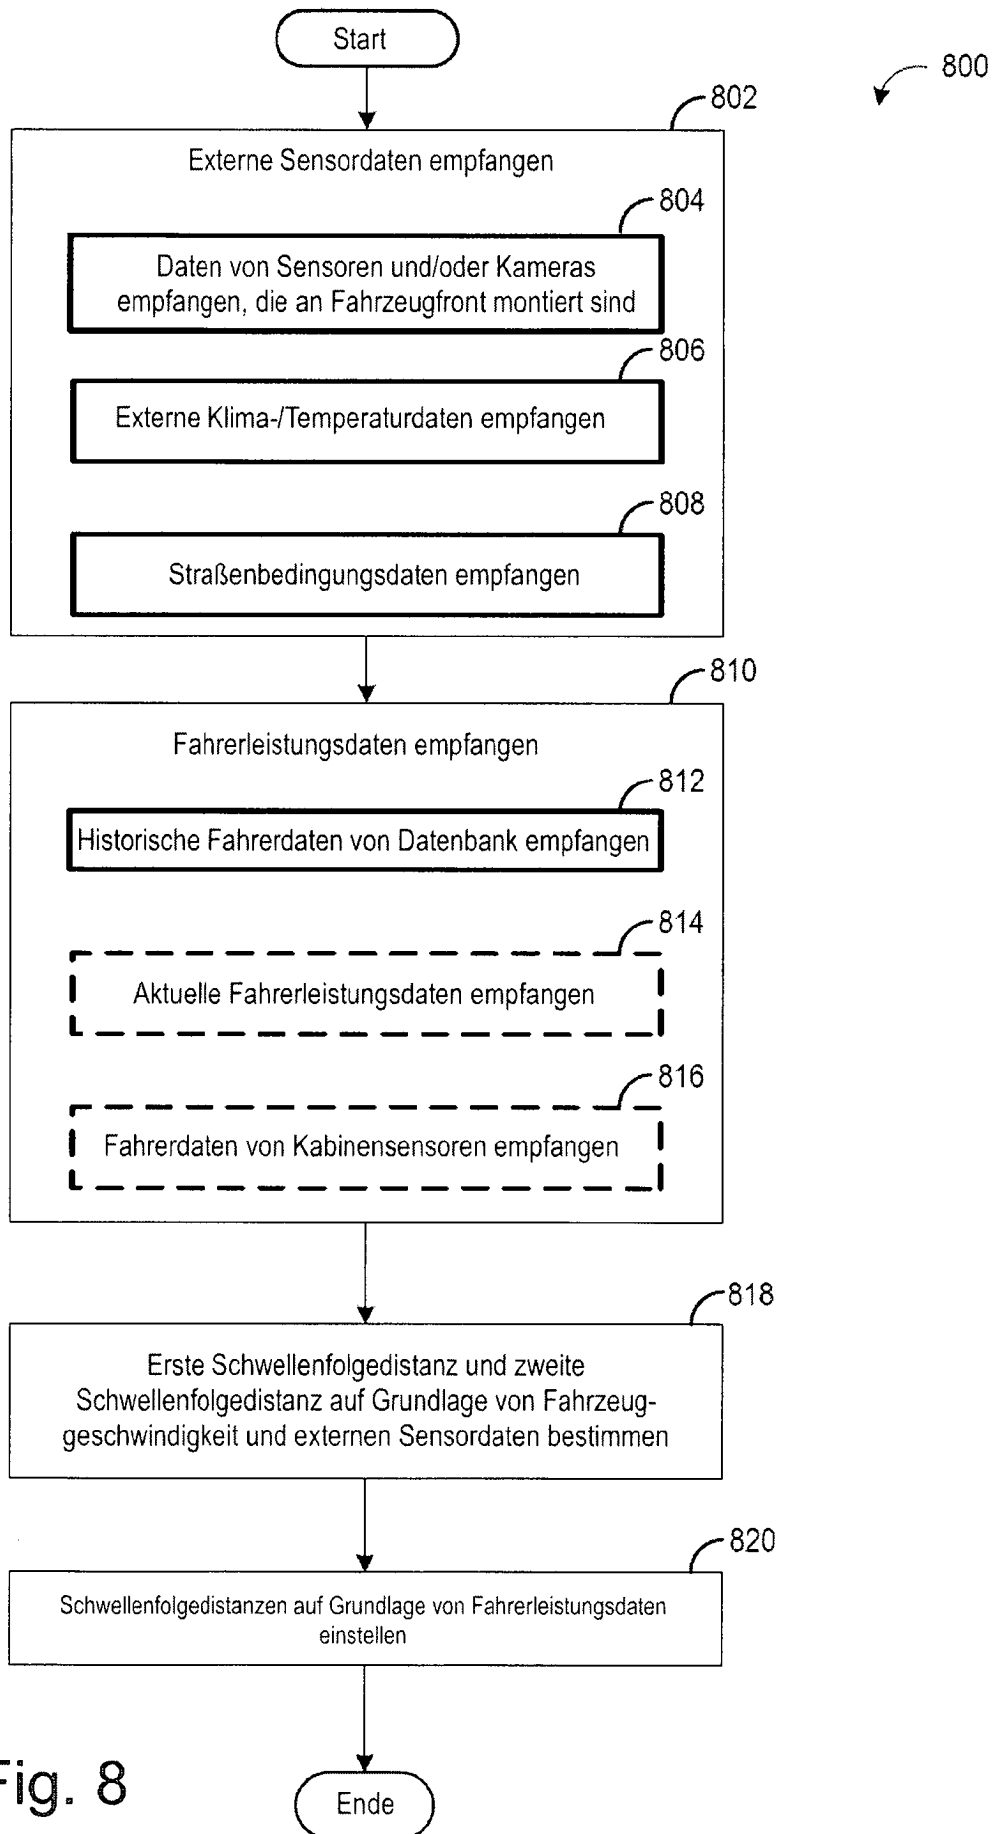 Start
800
802
Externe Sensordaten empfangen
804
Daten von Sensoren und/oder Kameras
empfangen, die an Fahrzeugfront montiert sind
806
Externe Klima-/Temperaturdaten empfangen
808
Straßenbedingungsdaten empfangen
810
Fahrerleistungsdaten empfangen
812
Historische Fahrerdaten von Datenbank empfangen
814
Aktuelle Fahrerleistungsdaten empfangen
816
Fahrerdaten von Kabinensensoren empfangen
818
Erste Schwellenfolgedistanz und zweite
Schwellenfolgedistanz auf Grundlage von Fahrzeug-
geschwindigkeit und externen Sensordaten bestimmen
820
Schwellenfolgedistanzen auf Grundlage von Fahrerleistungsdaten
einstellen
Fig. 8
Ende